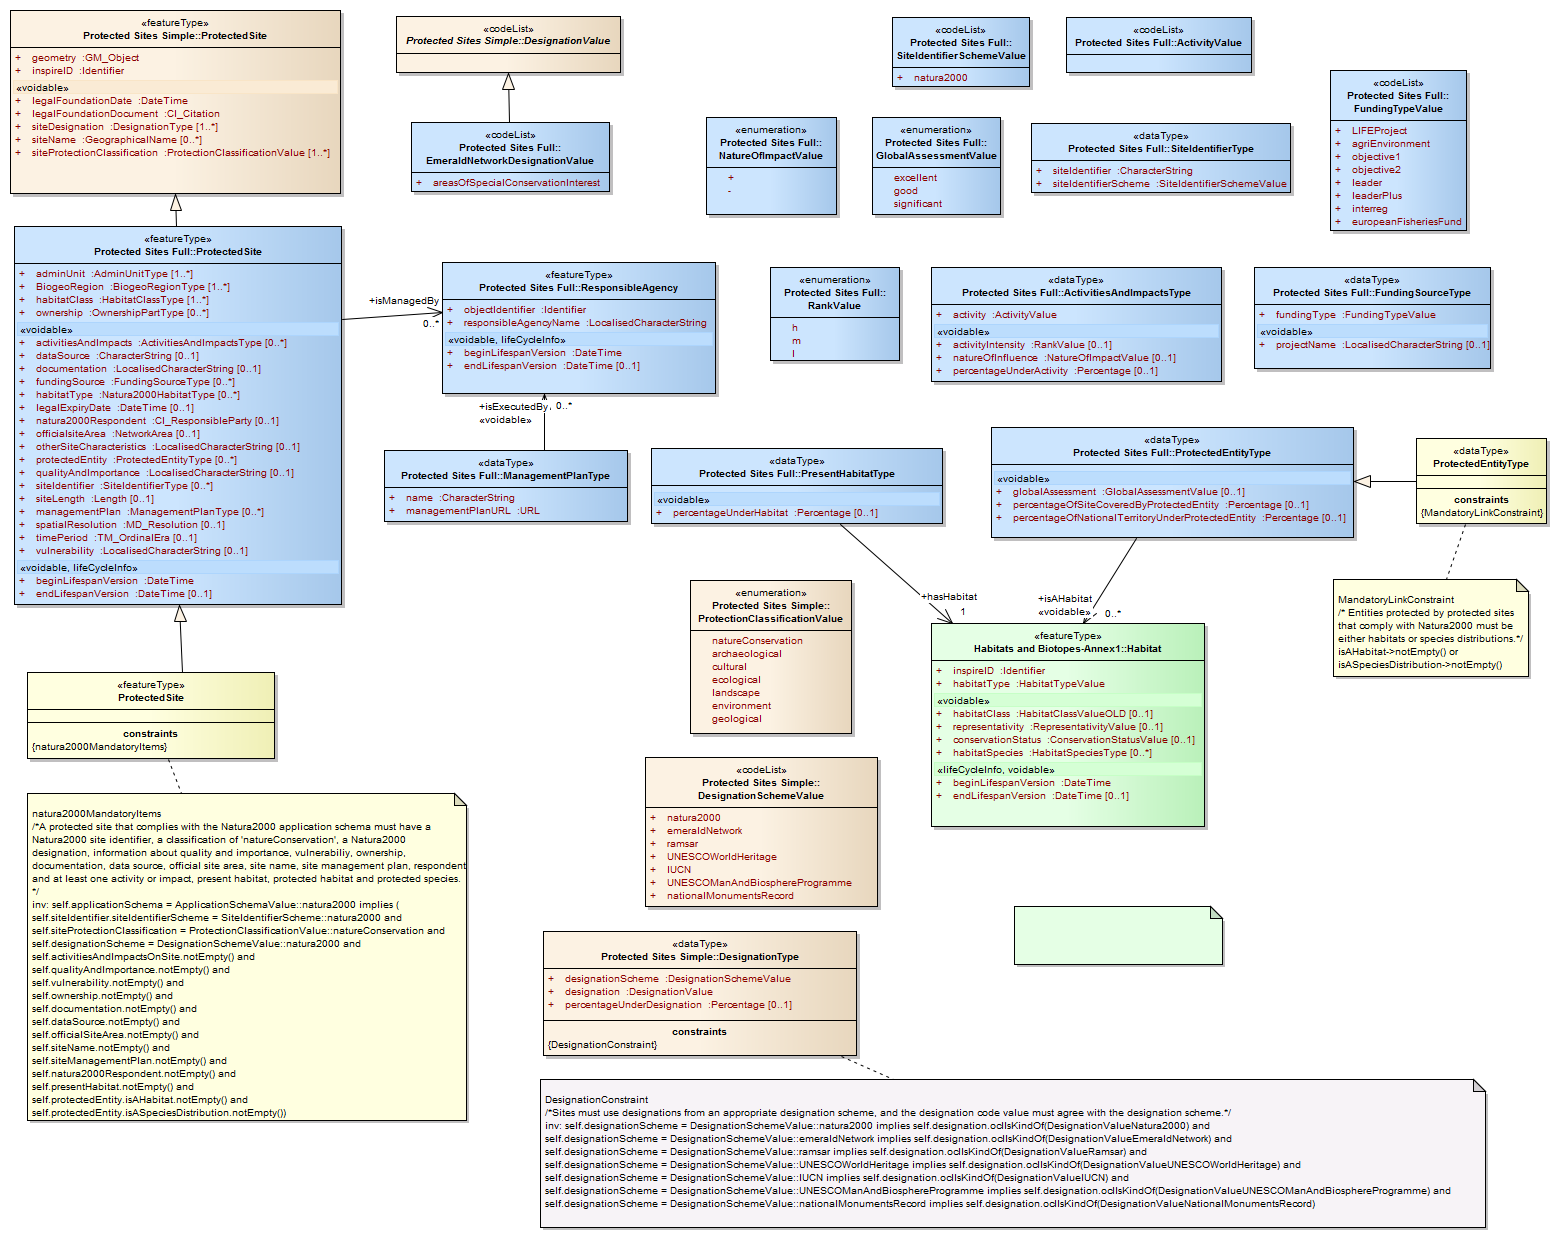 «featureType»
Protected Sites Simple::ProtectedSite
+ geometry :GM_Object
+ inspireID :Identifier
«voidable»
+ legalFoundationDate :DateTime
+ legalFoundationDocument :CI_Citation
+ siteDesignation :DesignationType [1..*]
+ siteName :GeographicalName [0..*]
+ siteProtectionClassification :ProtectionClassificationValue [1..*]
«codeList»
Protected Sites Simple::DesignationValue
«codeList»
Protected Sites Full::
EmeraldNetworkDesignationValue
+ areasOfSpecialConservationInterest
«codeList»
Protected Sites Full::
SiteIdentifierSchemeValue
+ natura2000
«codeList»
Protected Sites Full::ActivityValue
«codeList»
Protected Sites Full::
FundingTypeValue
+ LIFEProject
+ agriEnvironment
+ objective1
+ objective2
+ leader
+ leaderPlus
+ interreg
+ europeanFisheriesFund
«enumeration»
Protected Sites Full::
NatureOfImpactValue
+
-
«enumeration»
Protected Sites Full::
GlobalAssessmentValue
excellent
good
significant
«dataType»
Protected Sites Full::SiteIdentifierType
+ siteIdentifier :CharacterString
+ siteIdentifierScheme :SiteIdentifierSchemeValue
«featureType»
Protected Sites Full::ProtectedSite
+ adminUnit :AdminUnitType [1..*]
+ BiogeoRegion :BiogeoRegionType [1..*]
+ habitatClass :HabitatClassType [1..*]
+ ownership :OwnershipPartType [0..*]
«voidable»
+ activitiesAndImpacts :ActivitiesAndImpactsType [0..*]
+ dataSource :CharacterString [0..1]
+ documentation :LocalisedCharacterString [0..1]
+ fundingSource :FundingSourceType [0..*]
+ habitatType :Natura2000HabitatType [0..*]
+ legalExpiryDate :DateTime [0..1]
+ natura2000Respondent :CI_ResponsibleParty [0..1]
+ officialsiteArea :NetworkArea [0..1]
+ otherSiteCharacteristics :LocalisedCharacterString [0..1]
+ protectedEntity :ProtectedEntityType [0..*]
+ qualityAndImportance :LocalisedCharacterString [0..1]
+ siteIdentifier :SiteIdentifierType [0..*]
+ siteLength :Length [0..1]
+ managementPlan :ManagementPlanType [0..*]
+ spatialResolution :MD_Resolution [0..1]
+ timePeriod :TM_OrdinalEra [0..1]
+ vulnerability :LocalisedCharacterString [0..1]
«voidable, lifeCycleInfo»
+ beginLifespanVersion :DateTime
+ endLifespanVersion :DateTime [0..1]
+isManagedBy
0..*
«featureType»
Protected Sites Full::ResponsibleAgency
+ objectIdentifier :Identifier
+ responsibleAgencyName :LocalisedCharacterString
«voidable, lifeCycleInfo»
+ beginLifespanVersion :DateTime
+ endLifespanVersion :DateTime [0..1]
+isExecutedBy, 0..*
«voidable»
«dataType»
Protected Sites Full::ManagementPlanType
+ name :CharacterString
+ managementPlanURL :URL
«enumeration»
Protected Sites Full::
RankValue
h
m
l
«dataType»
Protected Sites Full::ActivitiesAndImpactsType
+ activity :ActivityValue
«voidable»
+ activityIntensity :RankValue [0..1]
+ natureOfInfluence :NatureOfImpactValue [0..1]
+ percentageUnderActivity :Percentage [0..1]
«dataType»
Protected Sites Full::FundingSourceType
+ fundingType :FundingTypeValue
«voidable»
+ projectName :LocalisedCharacterString [0..1]
«dataType»
Protected Sites Full::PresentHabitatType
«voidable»
+ percentageUnderHabitat :Percentage [0..1]
«dataType»
Protected Sites Full::ProtectedEntityType
«voidable»
+ globalAssessment :GlobalAssessmentValue [0..1]
+ percentageOfSiteCoveredByProtectedEntity :Percentage [0..1]
+ percentageOfNationalTerritoryUnderProtectedEntity :Percentage [0..1]
«dataType»
ProtectedEntityType
constraints
{MandatoryLinkConstraint}
MandatoryLinkConstraint
/* Entities protected by protected sites
that comply with Natura2000 must be
either habitats or species distributions.*/
isAHabitat->notEmpty() or
isASpeciesDistribution->notEmpty()
+hasHabitat
1
+isAHabitat
«voidable»
0..*
«enumeration»
Protected Sites Simple::
ProtectionClassificationValue
natureConservation
archaeological
cultural
ecological
landscape
environment
geological
«featureType»
Habitats and Biotopes-Annex1::Habitat
+ inspireID :Identifier
+ habitatType :HabitatTypeValue
«voidable»
+ habitatClass :HabitatClassValueOLD [0..1]
+ representativity :RepresentativityValue [0..1]
+ conservationStatus :ConservationStatusValue [0..1]
+ habitatSpecies :HabitatSpeciesType [0..*]
«lifeCycleInfo, voidable»
+ beginLifespanVersion :DateTime
+ endLifespanVersion :DateTime [0..1]
«featureType»
ProtectedSite
constraints
{natura2000MandatoryItems}
natura2000MandatoryItems
/*A protected site that complies with the Natura2000 application schema must have a
Natura2000 site identifier, a classification of 'natureConservation', a Natura2000
designation, information about quality and importance, vulnerabiliy, ownership,
documentation, data source, official site area, site name, site management plan, respondent
and at least one activity or impact, present habitat, protected habitat and protected species.
*/
inv: self.applicationSchema = ApplicationSchemaValue::natura2000 implies (
self.siteIdentifier.siteIdentifierScheme = SiteIdentifierScheme::natura2000 and
self.siteProtectionClassification = ProtectionClassificationValue::natureConservation and
self.designationScheme = DesignationSchemeValue::natura2000 and
self.activitiesAndImpactsOnSite.notEmpty() and
self.qualityAndImportance.notEmpty() and
self.vulnerability.notEmpty() and
self.ownership.notEmpty() and
self.documentation.notEmpty() and
self.dataSource.notEmpty() and
self.officialSiteArea.notEmpty() and
self.siteName.notEmpty() and
self.siteManagementPlan.notEmpty() and
self.natura2000Respondent.notEmpty() and
self.presentHabitat.notEmpty() and
self.protectedEntity.isAHabitat.notEmpty() and
self.protectedEntity.isASpeciesDistribution.notEmpty())
«codeList»
Protected Sites Simple::
DesignationSchemeValue
+ natura2000
+ emeraldNetwork
+ ramsar
+ UNESCOWorldHeritage
+ IUCN
+ UNESCOManAndBiosphereProgramme
+ nationalMonumentsRecord
«dataType»
Protected Sites Simple::DesignationType
+ designationScheme :DesignationSchemeValue
+ designation :DesignationValue
+ percentageUnderDesignation :Percentage [0..1]
constraints
{DesignationConstraint}
DesignationConstraint
/*Sites must use designations from an appropriate designation scheme, and the designation code value must agree with the designation scheme.*/
inv: self.designationScheme = DesignationSchemeValue::natura2000 implies self.designation.oclIsKindOf(DesignationValueNatura2000) and
self.designationScheme = DesignationSchemeValue::emeraldNetwork implies self.designation.oclIsKindOf(DesignationValueEmeraldNetwork) and
self.designationScheme = DesignationSchemeValue::ramsar implies self.designation.oclIsKindOf(DesignationValueRamsar) and
self.designationScheme = DesignationSchemeValue::UNESCOWorldHeritage implies self.designation.oclIsKindOf(DesignationValueUNESCOWorldHeritage) and
self.designationScheme = DesignationSchemeValue::IUCN implies self.designation.oclIsKindOf(DesignationValueIUCN) and
self.designationScheme = DesignationSchemeValue::UNESCOManAndBiosphereProgramme implies self.designation.oclIsKindOf(DesignationValueUNESCOManAndBiosphereProgramme) and
self.designationScheme = DesignationSchemeValue::nationalMonumentsRecord implies self.designation.oclIsKindOf(DesignationValueNationalMonumentsRecord)